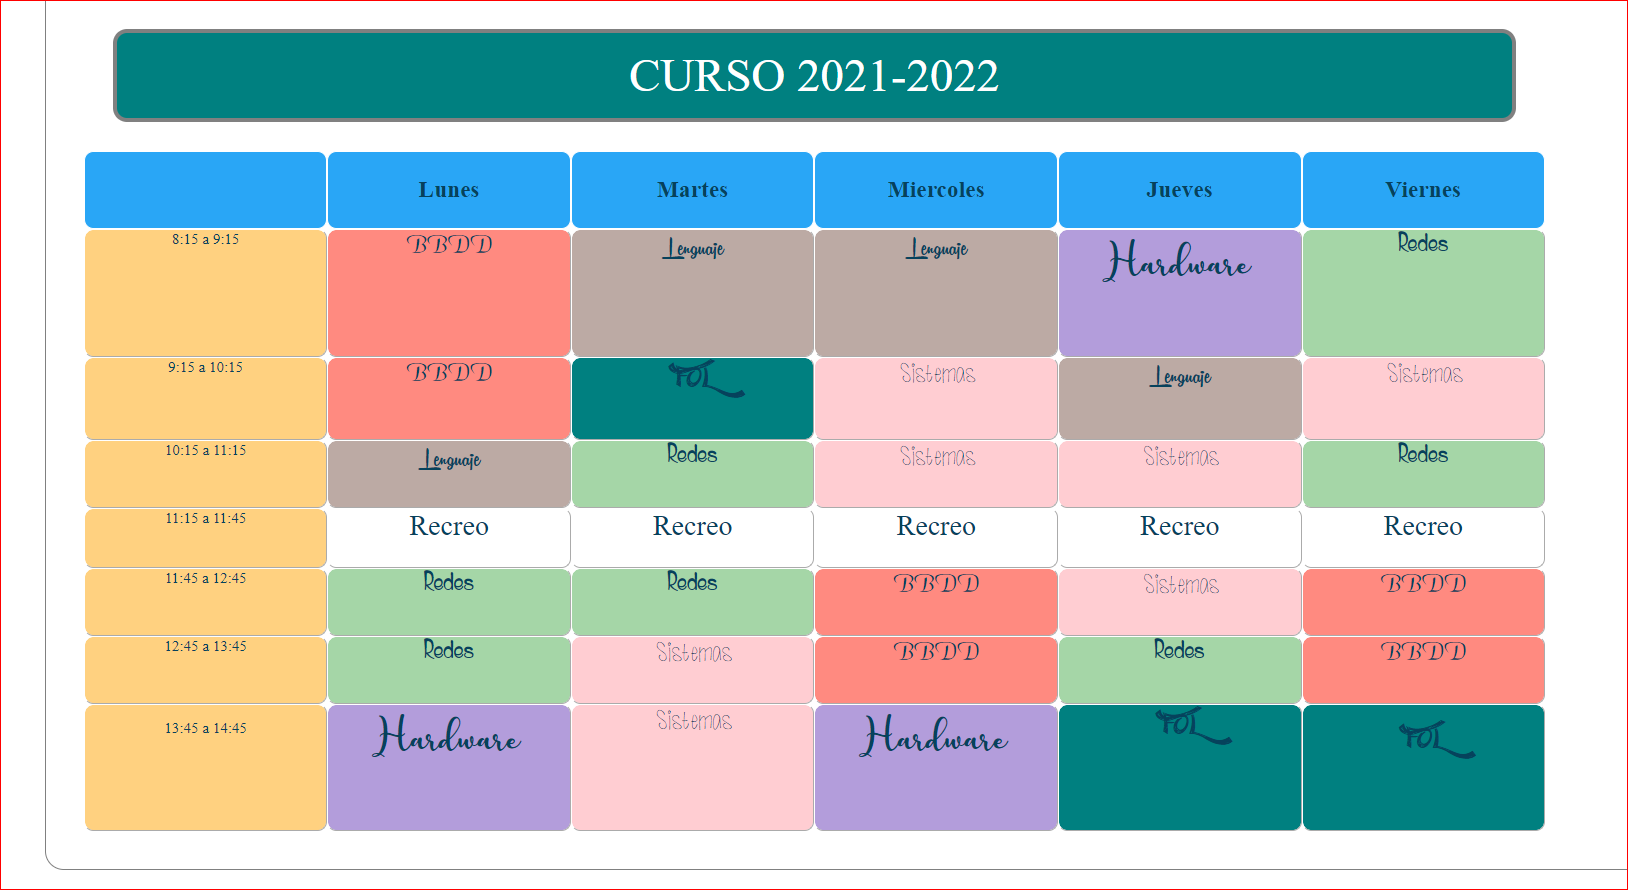 CURSO 2021-2022
Lunes Martes Miercoles Jueves Viernes
8:15 a 9:15 BBDD Lenguaje Lenguaje Hardware Redes
9:15 a 10:15 BBDD FOL Sistemas Lenguaje Sistemas
10:15 a 11:15 Lenguaje Redes Sistemas Sistemas Redes
11:15 a 11:45 Recreo Recreo Recreo Recreo Recreo
11:45 a 12:45 Redes Redes BBDD Sistemas BBDD
12:45 a 13:45 Redes Sistemas BBDD Redes BBDD
13:45 a 14:45 Hardware Sistemas Hardware FOL FOL